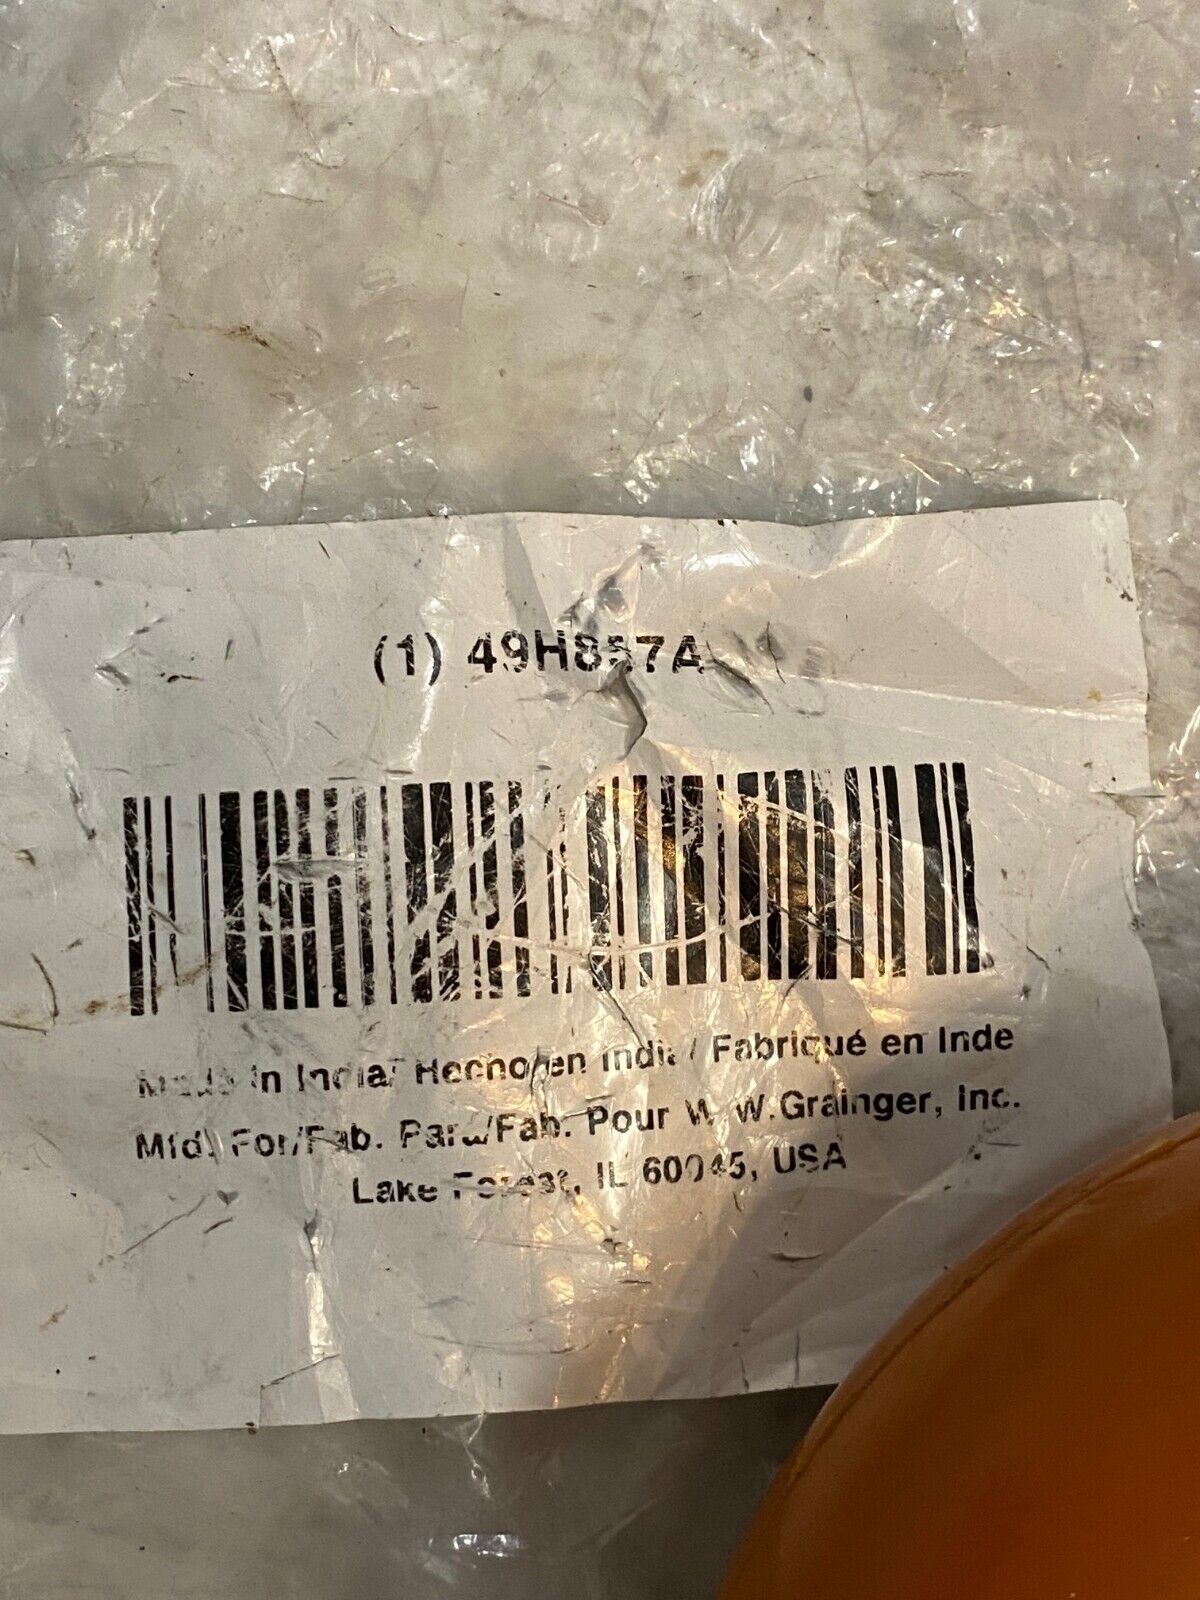 (1) 49H857A
Made in India/ Hecho en India / Fabriqué en Inde
Mfd. For/Fab. Para/Fab. Pour W.W.Grainger, Inc.
Lake Forest, IL 60045, USA